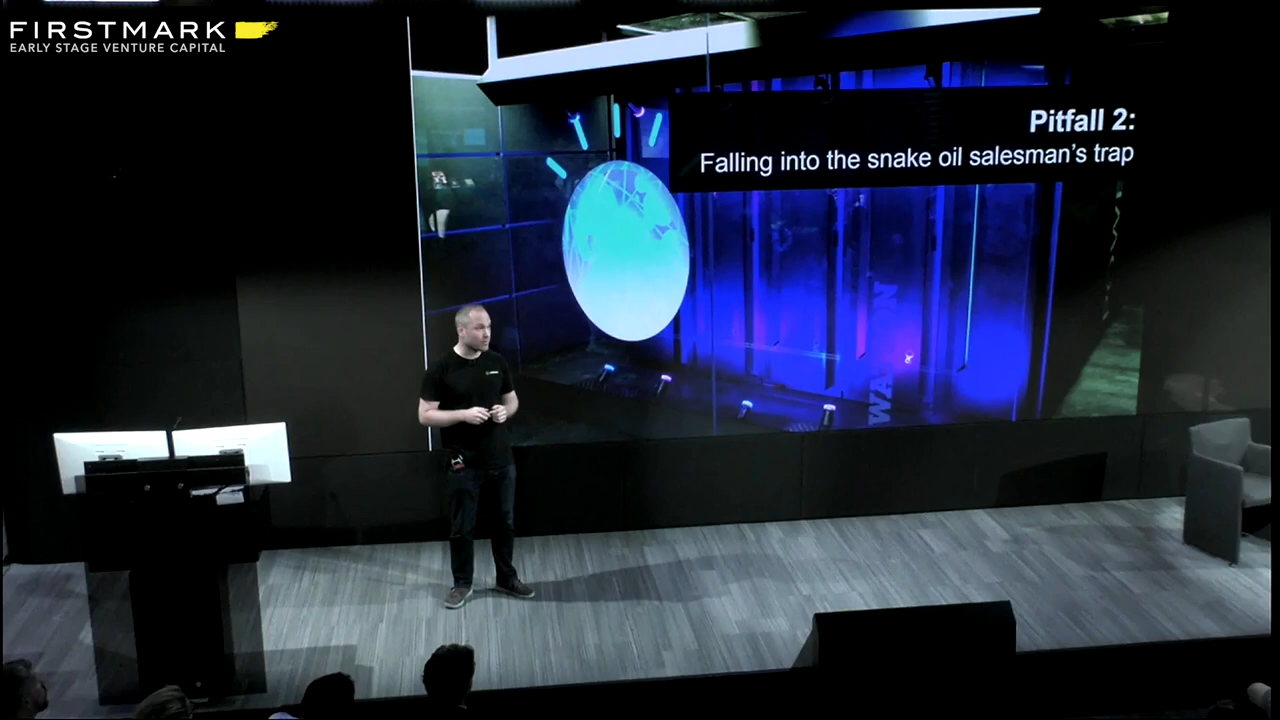 FIRSTMARK
EARLY STAGE VENTURE CAPITAL
Pitfall 2:
Falling into the snake oil salesman's trap
WATSON